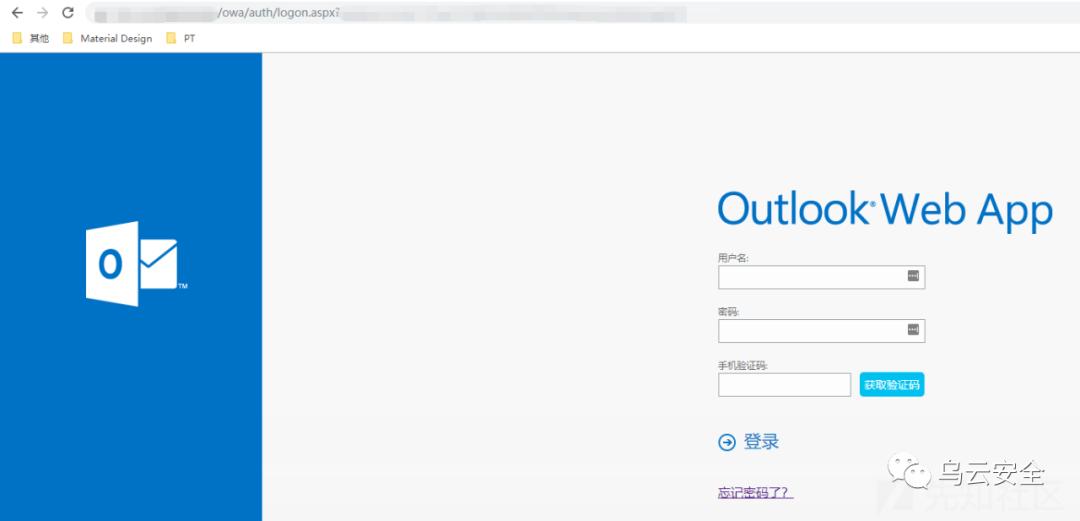 /owa/auth/logon.aspx?
其他 Material Design PT
Outlook® Web App
用户名:
密码:
手机验证码:
获取验证码
登录
忘记密码了?
O
TM
乌云安全
先知社区